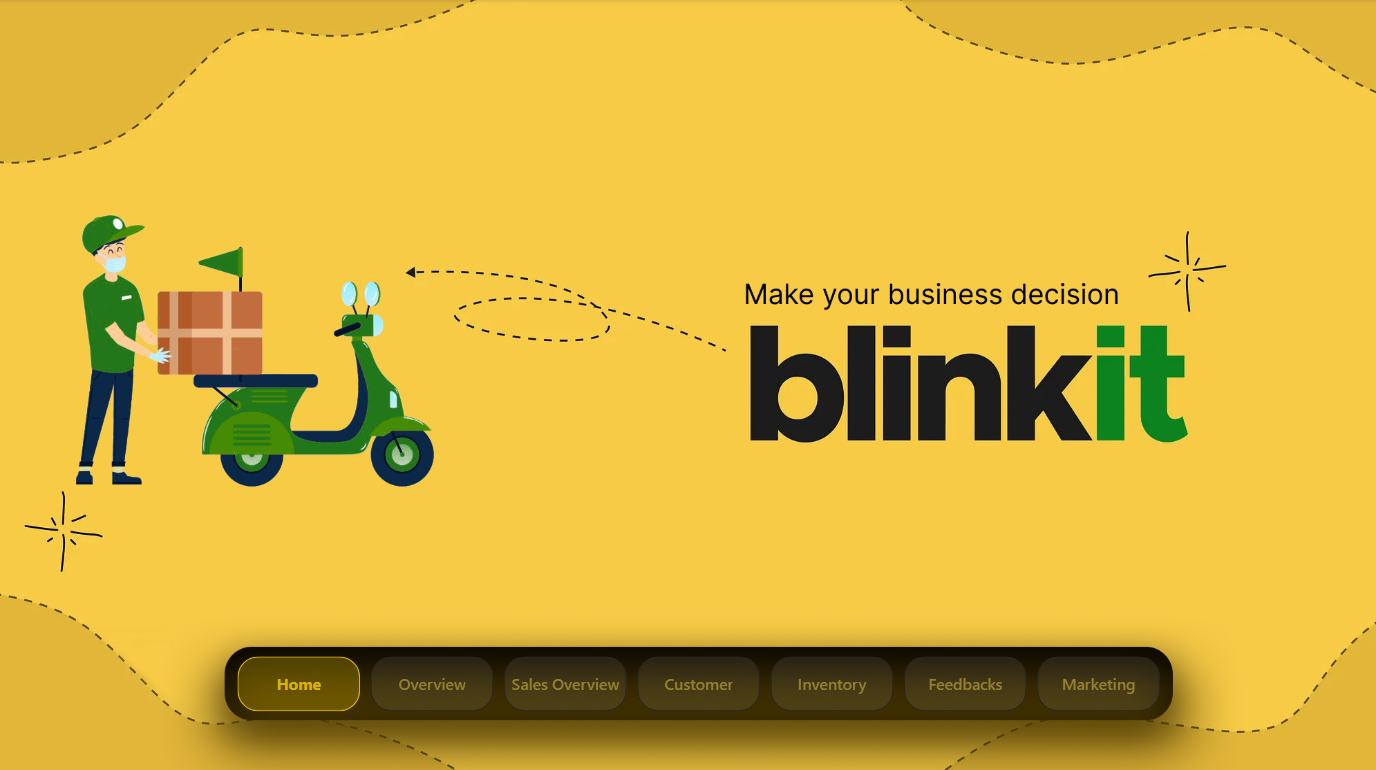 Make your business decision
blinkit
Home
Overview
Sales Overview
Customer
Inventory
Feedbacks
Marketing